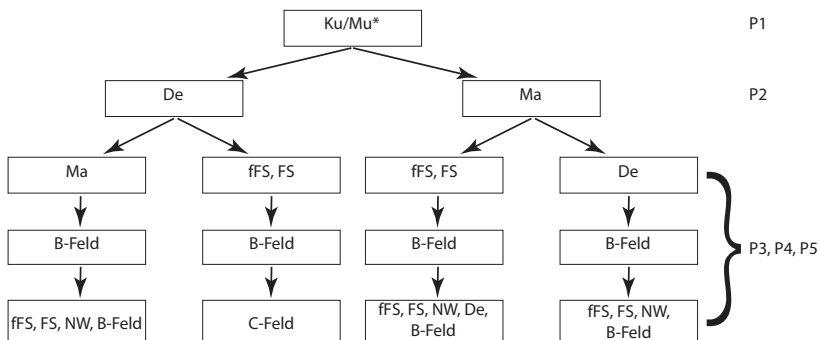 Ku/Mu*
P1
De
Ma
P2
Ma
fFS, FS
fFS, FS
De
B-Feld
B-Feld
B-Feld
B-Feld
P3, P4, P5
fFS, FS, NW, B-Feld
C-Feld
fFS, FS, NW, De,
B-Feld
fFS, FS, NW,
B-Feld